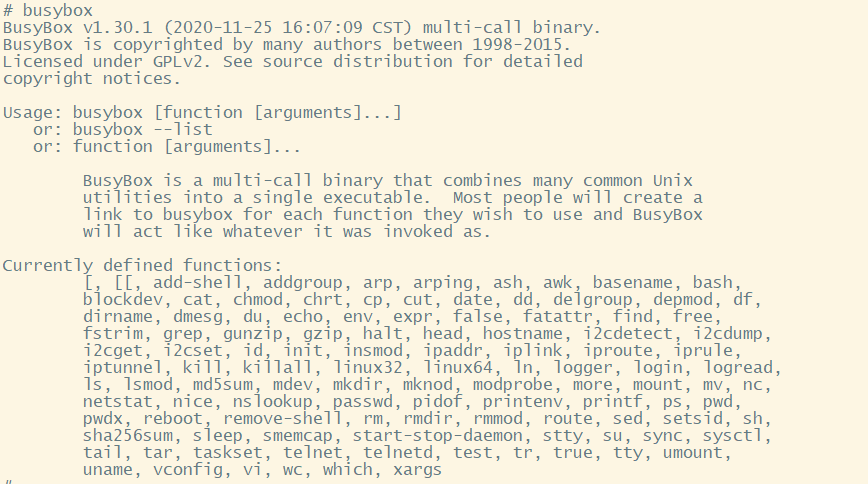 # busybox
BusyBox v1.30.1 (2020-11-25 16:07:09 CST) multi-call binary.
BusyBox is copyrighted by many authors between 1998-2015.
Licensed under GPLv2. See source distribution for detailed
copyright notices.

Usage: busybox [function [arguments]...]
   or: busybox --list
   or: function [arguments]...

        BusyBox is a multi-call binary that combines many common Unix
        utilities into a single executable.  Most people will create a
        link to busybox for each function they wish to use and BusyBox
        will act like whatever it was invoked as.

Currently defined functions:
        [, [[, add-shell, addgroup, arp, arping, ash, awk, basename, bash,
        blockdev, cat, chmod, chrt, cp, cut, date, dd, delgroup, depmod, df,
        dirname, dmesg, du, echo, env, expr, false, fatattr, find, free,
        fstrim, grep, gunzip, gzip, halt, head, hostname, i2cdetect, i2cdump,
        i2cget, i2cset, id, init, insmod, ipaddr, iplink, iproute, iprule,
        iptunnel, kill, killall, linux32, linux64, ln, logger, login, logread,
        ls, lsmod, md5sum, mdev, mkdir, mknod, modprobe, more, mount, mv, nc,
        netstat, nice, nslookup, passwd, pidof, printenv, printf, ps, pwd,
        pwdx, reboot, remove-shell, rm, rmdir, rmmod, route, sed, setsid, sh,
        sha256sum, sleep, smemcap, start-stop-daemon, stty, su, sync, sysctl,
        tail, tar, taskset, telnet, telnetd, test, tr, true, tty, umount,
        uname, vconfig, vi, wc, which, xargs
#